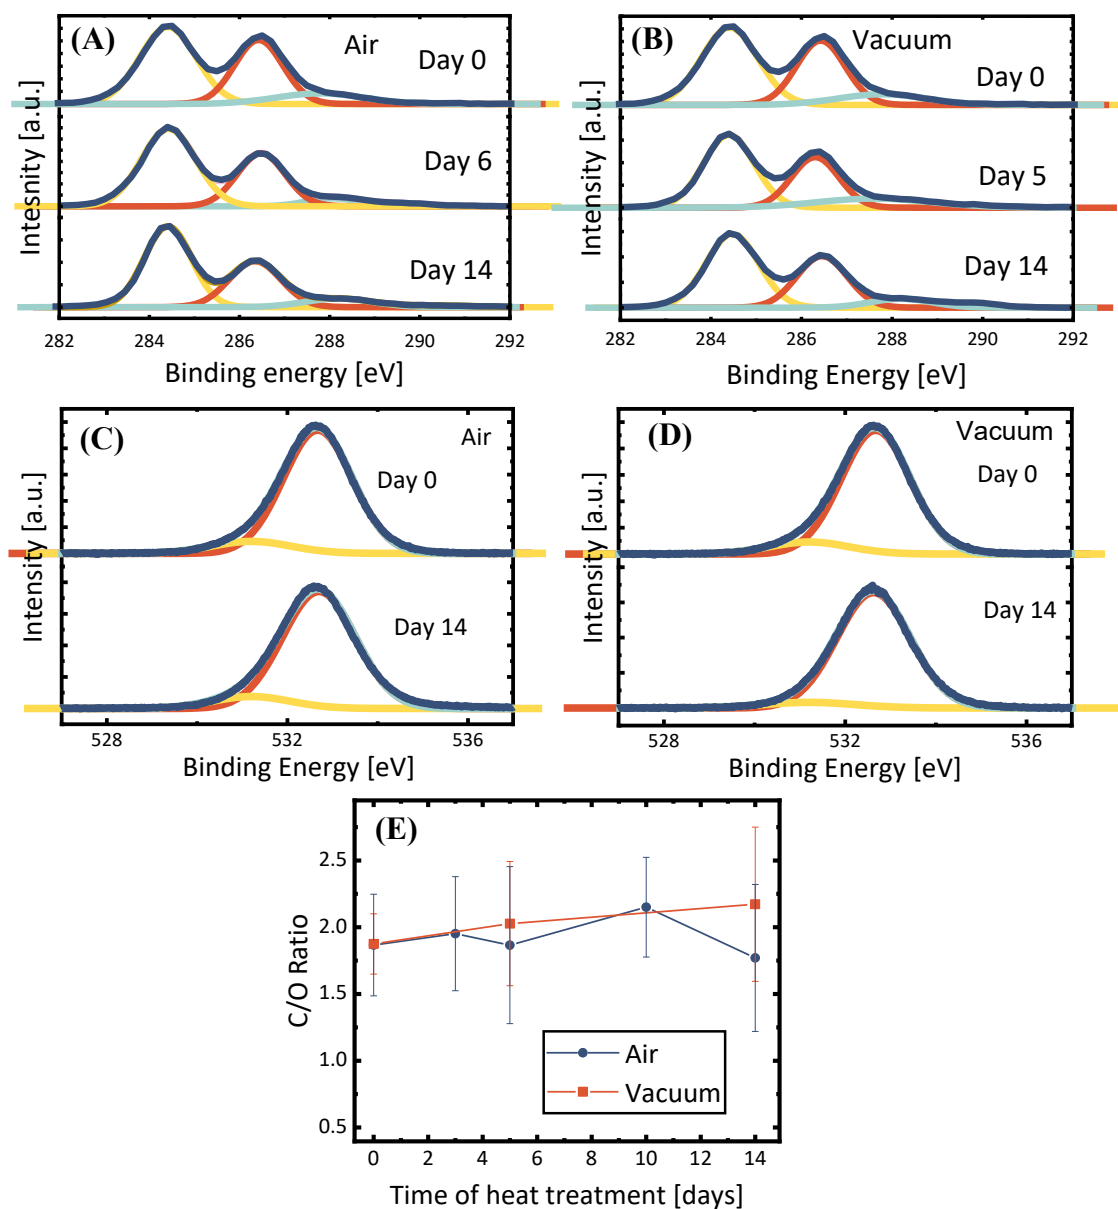 (A)
Air
Day 0
Day 6
Day 14
Intesnity [a.u.]
282 284 286 288 290 292
Binding energy [eV]
(B)
Vacuum
Day 0
Day 5
Day 14
Intensity [a.u.]
282 284 286 288 290 292
Binding Energy [eV]
(C)
Air
Day 0
Day 14
Intensity [a.u.]
528 532 536
Binding Energy [eV]
(D)
Vacuum
Day 0
Day 14
Intensity [a.u.]
528 532 536
Binding Energy [eV]
(E)
2.5
2.0
1.5
1.0
0.5
C/O Ratio
Air
Vacuum
0 2 4 6 8 10 12 14
Time of heat treatment [days]